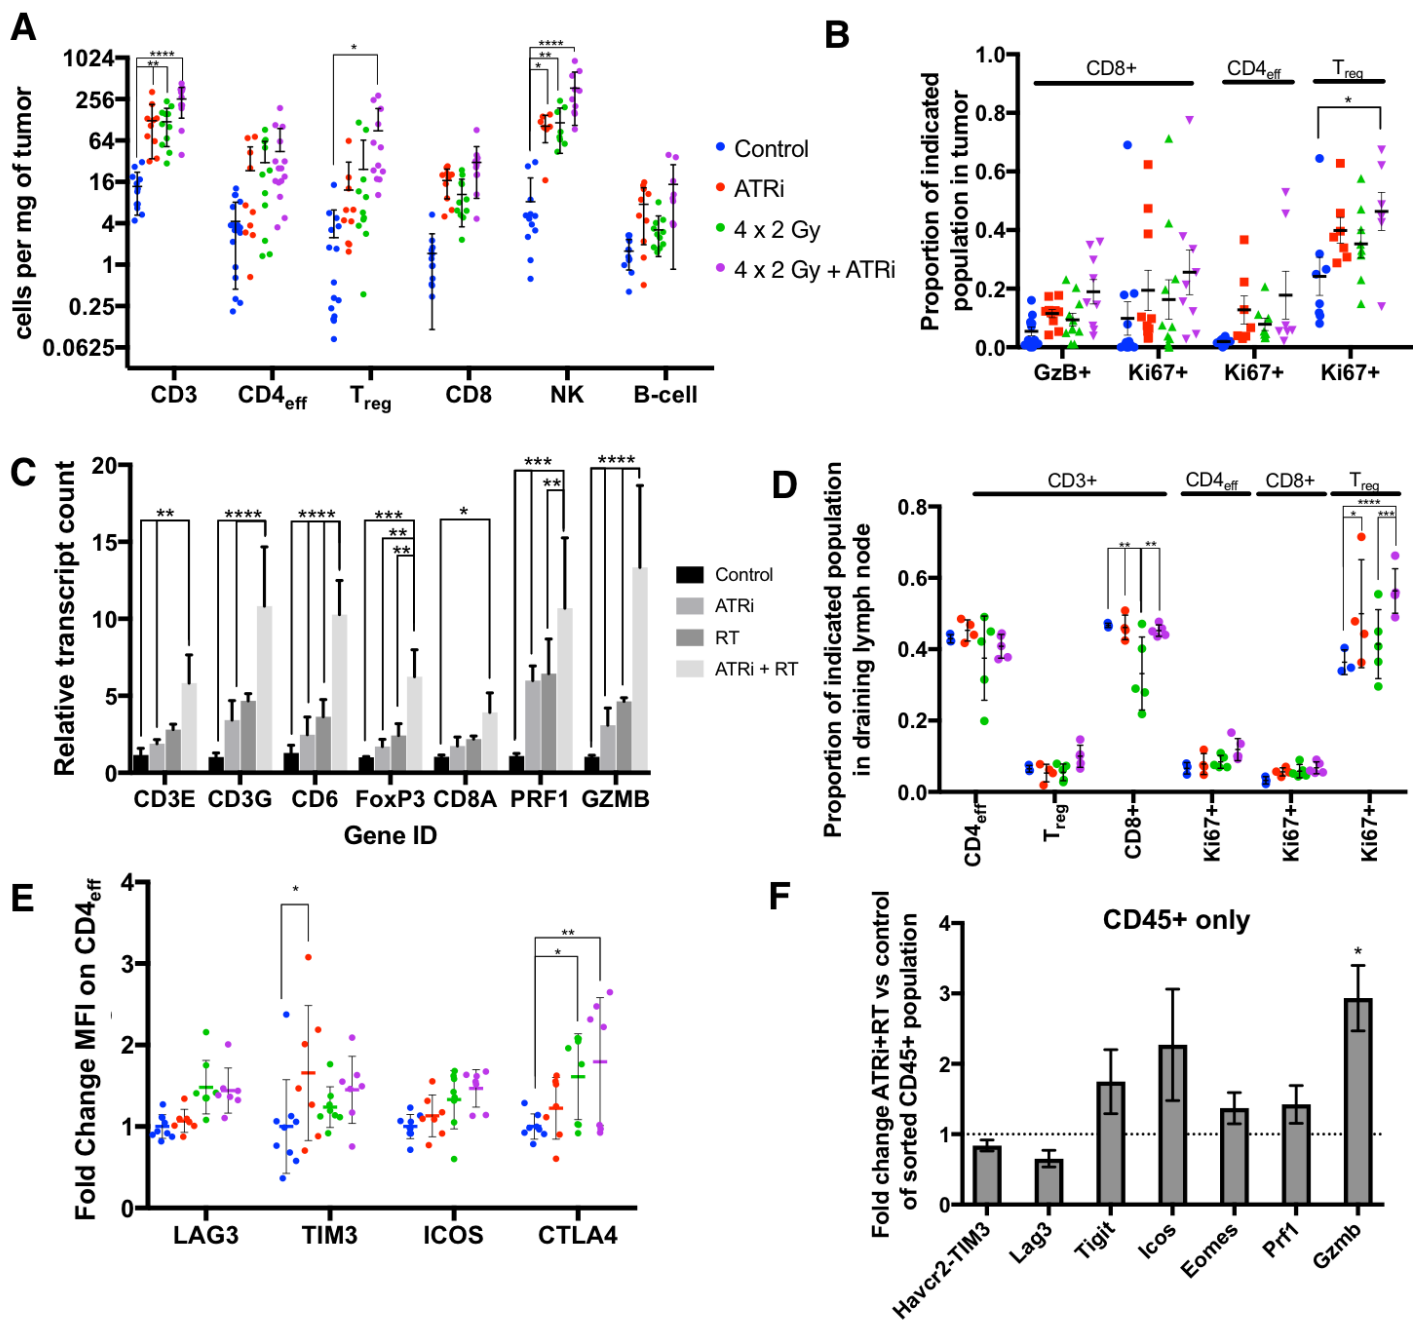 A
cells per mg of tumor
1024
256
64
16
4
1
0.25
0.0625
****
**
*
****
**
*
CD3
CD4eff
Treg
CD8
NK
B-cell
Control
ATRi
4 x 2 Gy
4 x 2 Gy + ATRi
B
Proportion of indicated
population in tumor
1.0
0.8
0.6
0.4
0.2
0.0
CD8+
CD4eff
Treg
*
GzB+
Ki67+
Ki67+
Ki67+
C
Relative transcript count
20
15
10
5
0
**
****
****
***
**
**
*
***
**
****
CD3E
CD3G
CD6
FoxP3
CD8A
PRF1
GZMB
Gene ID
Control
ATRi
RT
ATRi + RT
D
Proportion of indicated population
in draining lymph node
0.8
0.6
0.4
0.2
0.0
CD3+
CD4eff
CD8+
Treg
**
**
****
*
***
CD4eff
Treg
CD8+
Ki67+
Ki67+
Ki67+
E
Fold Change MFI on CD4eff
4
3
2
1
0
*
**
*
LAG3
TIM3
ICOS
CTLA4
F
CD45+ only
Fold change ATRi+RT vs control
of sorted CD45+ population
4
3
2
1
0
*
Havcr2-TIM3
Lag3
Tigit
Icos
Eomes
Prf1
Gzmb